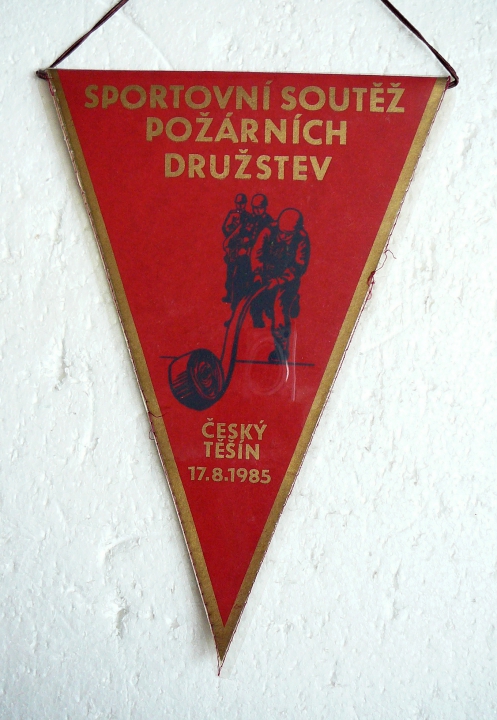 SPORTOVNÍ SOUTĚŽ
POŽÁRNÍCH
DRUŽSTEV
ČESKÝ
TĚŠÍN
17.8.1985